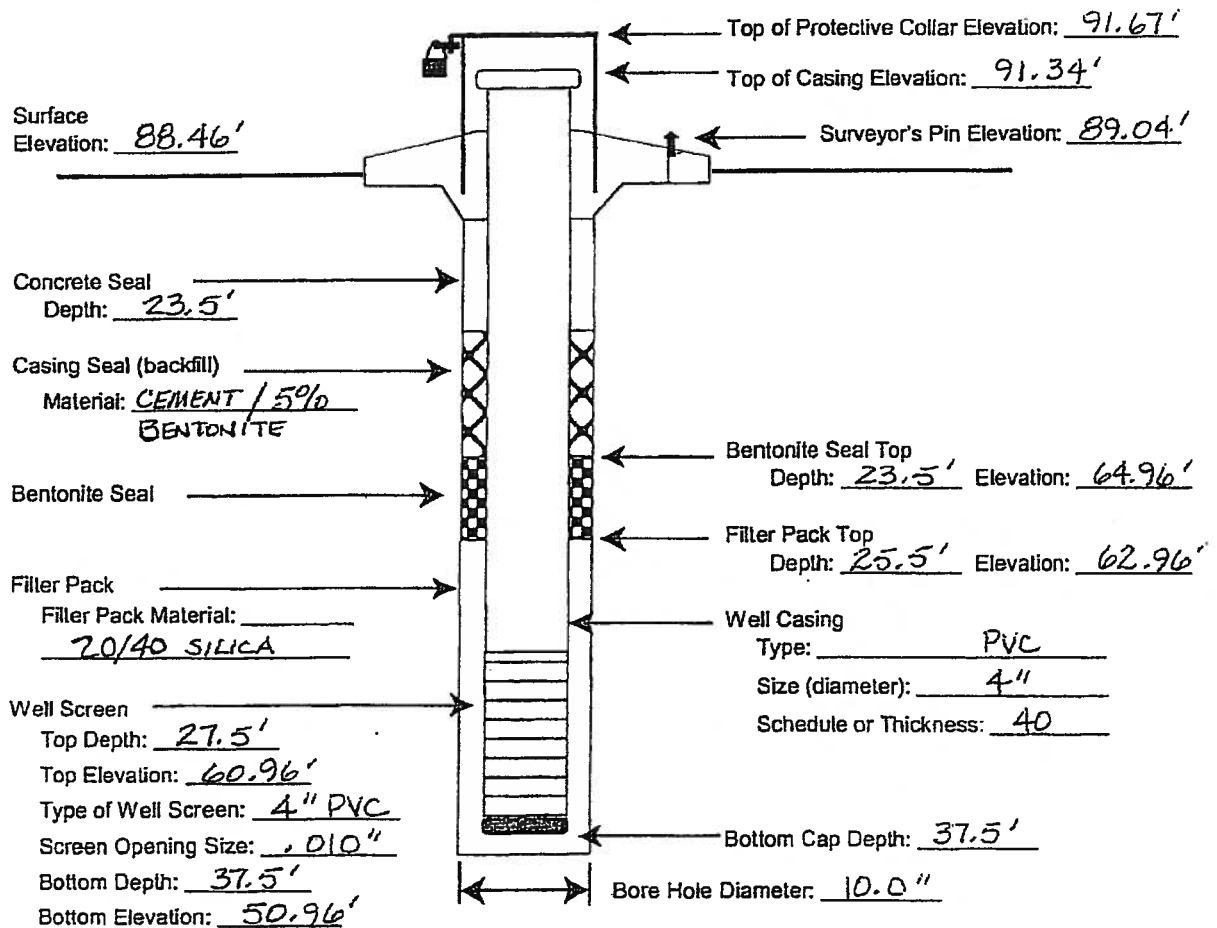 Top of Protective Collar Elevation: 91.67'
Top of Casing Elevation: 91.34'
Surface
Elevation: 88.46'
Surveyor's Pin Elevation: 89.04'
Concrete Seal
Depth: 23.5'
Casing Seal (backfill)
Material: CEMENT / 5%
BENTONITE
Bentonite Seal Top
Depth: 23.5' Elevation: 64.96'
Bentonite Seal
Filter Pack Top
Depth: 25.5' Elevation: 62.96'
Filter Pack
Filter Pack Material:
20/40 SILICA
Well Casing
Type: PVC
Size (diameter): 4"
Schedule or Thickness: 40
Well Screen
Top Depth: 27.5'
Top Elevation: 60.96'
Type of Well Screen: 4" PVC
Screen Opening Size: .010"
Bottom Depth: 37.5'
Bottom Elevation: 50.96'
Bottom Cap Depth: 37.5'
Bore Hole Diameter: 10.0"